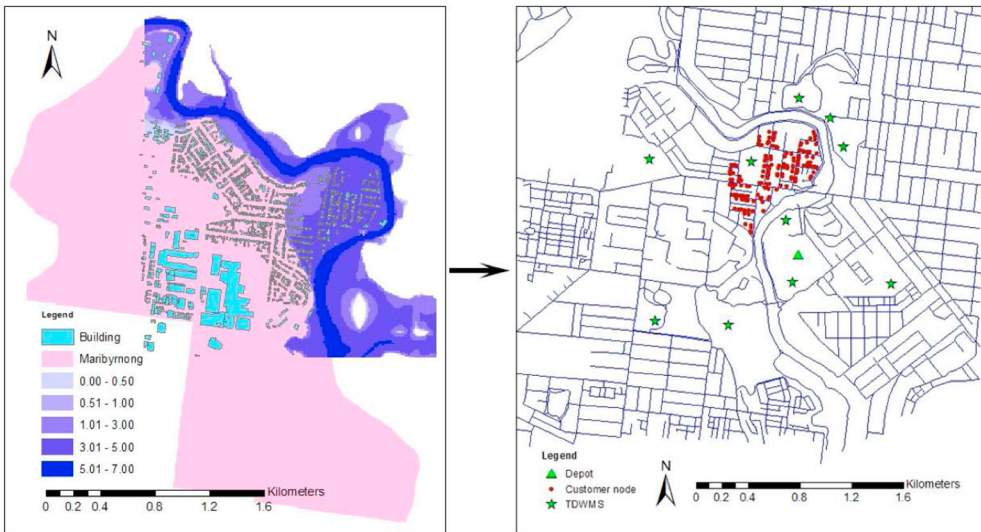 N
Legend
Building
Maribyrnong
0.00 - 0.50
0.51 - 1.00
1.01 - 3.00
3.01 - 5.00
5.01 - 7.00
Kilometers
0 0.2 0.4 0.8 1.2 1.6
Legend
Depot
Customer node
TDWMS
N
Kilometers
0 0.2 0.4 0.8 1.2 1.6